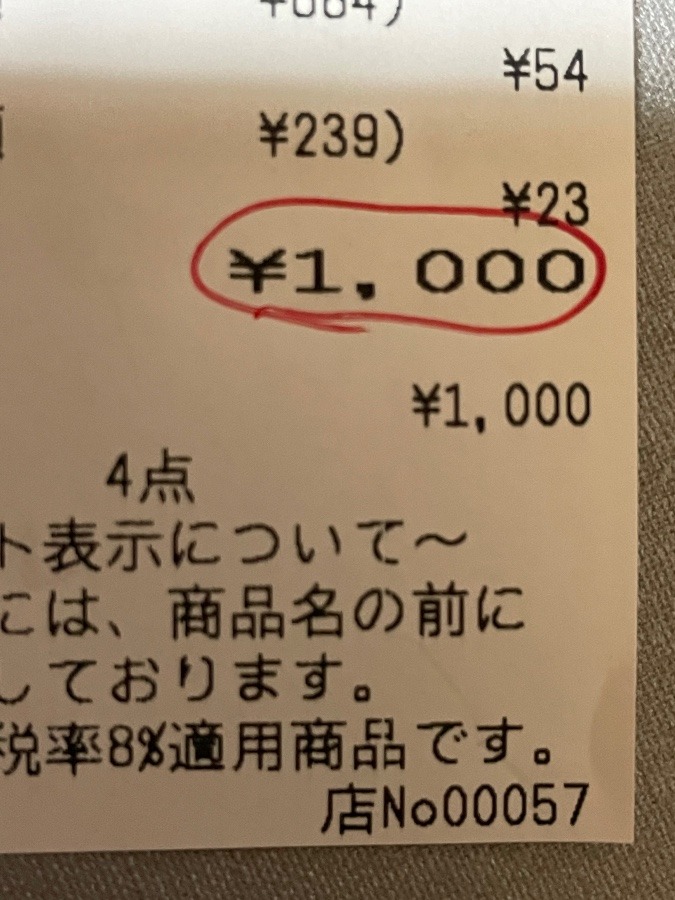 ¥684)
¥54
¥239)
¥23
¥1,000
¥1,000
4点
ト表示について～
には、商品名の前に
しております。
税率8%適用商品です。
店No00057